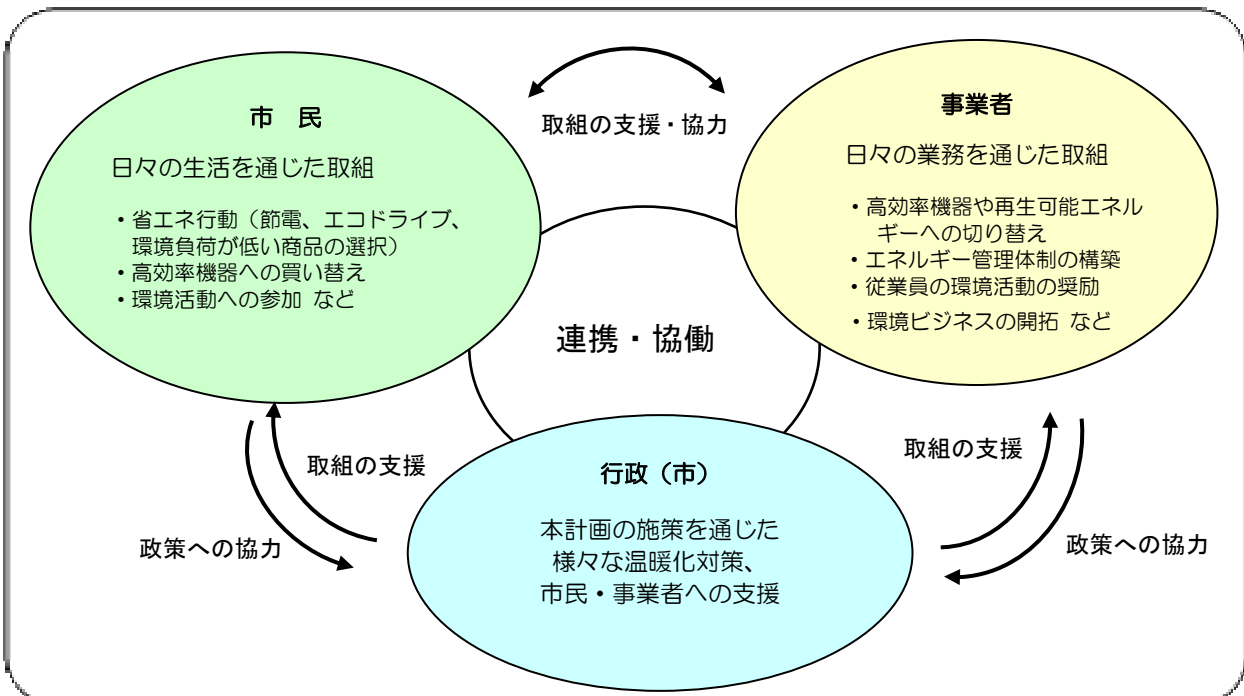 市　民
日々の生活を通じた取組
・省エネ行動（節電、エコドライブ、
環境負荷が低い商品の選択）
・高効率機器への買い替え
・環境活動への参加 など
取組の支援・協力
事業者
日々の業務を通じた取組
・高効率機器や再生可能エネル
ギーへの切り替え
・エネルギー管理体制の構築
・従業員の環境活動の奨励
・環境ビジネスの開拓 など
連携・協働
取組の支援
政策への協力
行政（市）
本計画の施策を通じた
様々な温暖化対策、
市民・事業者への支援
取組の支援
政策への協力